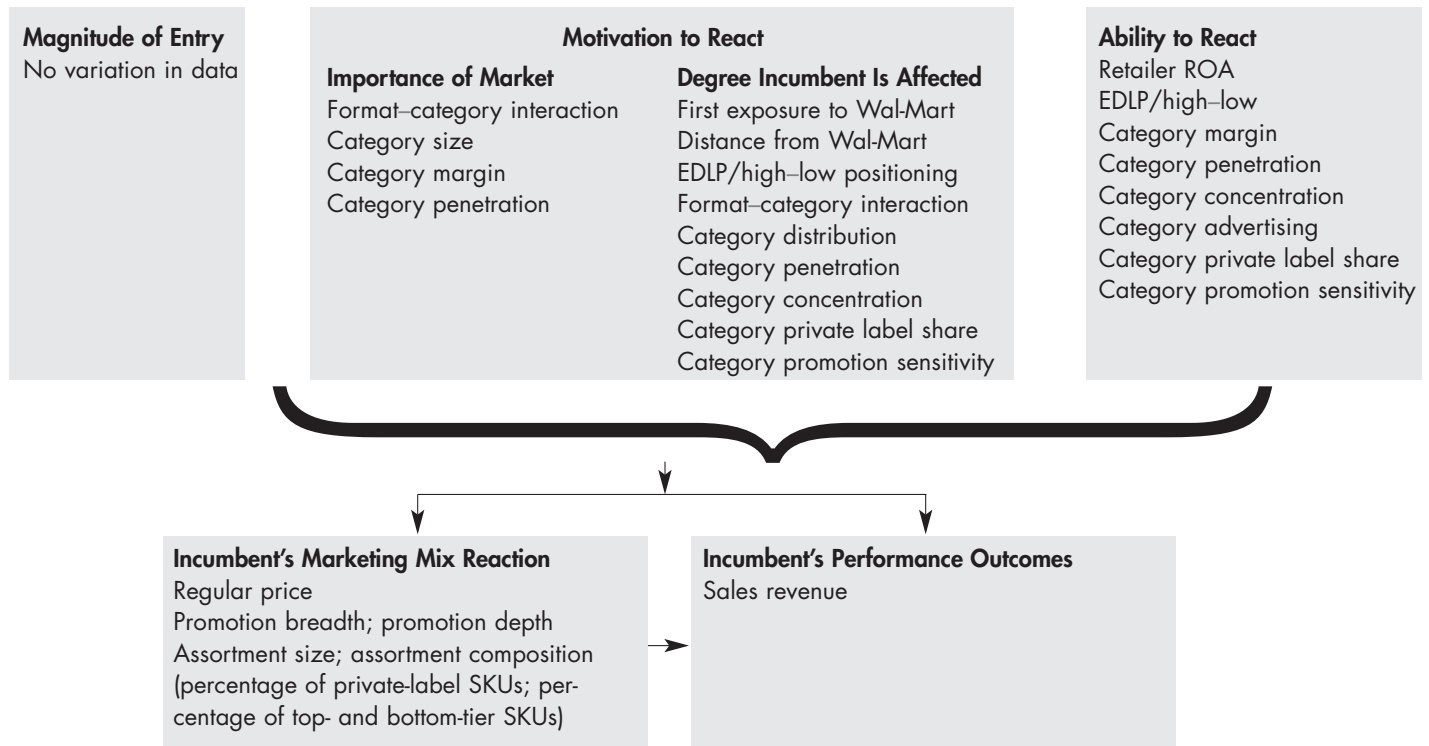 Magnitude of Entry
No variation in data
Motivation to React
Importance of Market
Format–category interaction
Category size
Category margin
Category penetration
Degree Incumbent Is Affected
First exposure to Wal-Mart
Distance from Wal-Mart
EDLP/high–low positioning
Format–category interaction
Category distribution
Category penetration
Category concentration
Category private label share
Category promotion sensitivity
Ability to React
Retailer ROA
EDLP/high–low
Category margin
Category penetration
Category concentration
Category advertising
Category private label share
Category promotion sensitivity
Incumbent’s Marketing Mix Reaction
Regular price
Promotion breadth; promotion depth
Assortment size; assortment composition
(percentage of private-label SKUs; per-
centage of top- and bottom-tier SKUs)
Incumbent’s Performance Outcomes
Sales revenue